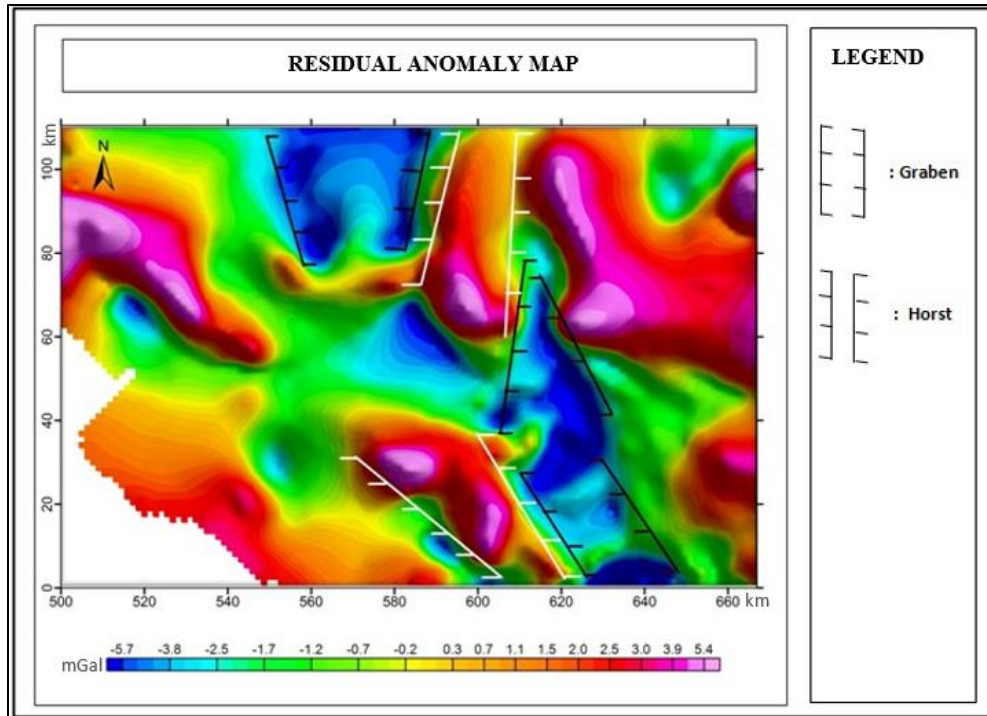 RESIDUAL ANOMALY MAP
LEGEND
: Graben
: Horst
N
km
100
80
60
40
20
0
500 520 540 560 580 600 620 640 660 km
mGal
-5.7 -3.8 -2.5 -1.7 -1.2 -0.7 -0.2 0.3 0.7 1.1 1.5 2.0 2.5 3.0 3.9 5.4